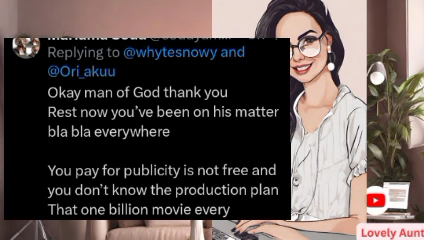 Replying to @whytesnowy and
@Ori_akuu
Okay man of God thank you
Rest now you've been on his matter
bla bla everywhere
You pay for publicity is not free and
you don't know the production plan
That one billion movie every
Lovely Aunt